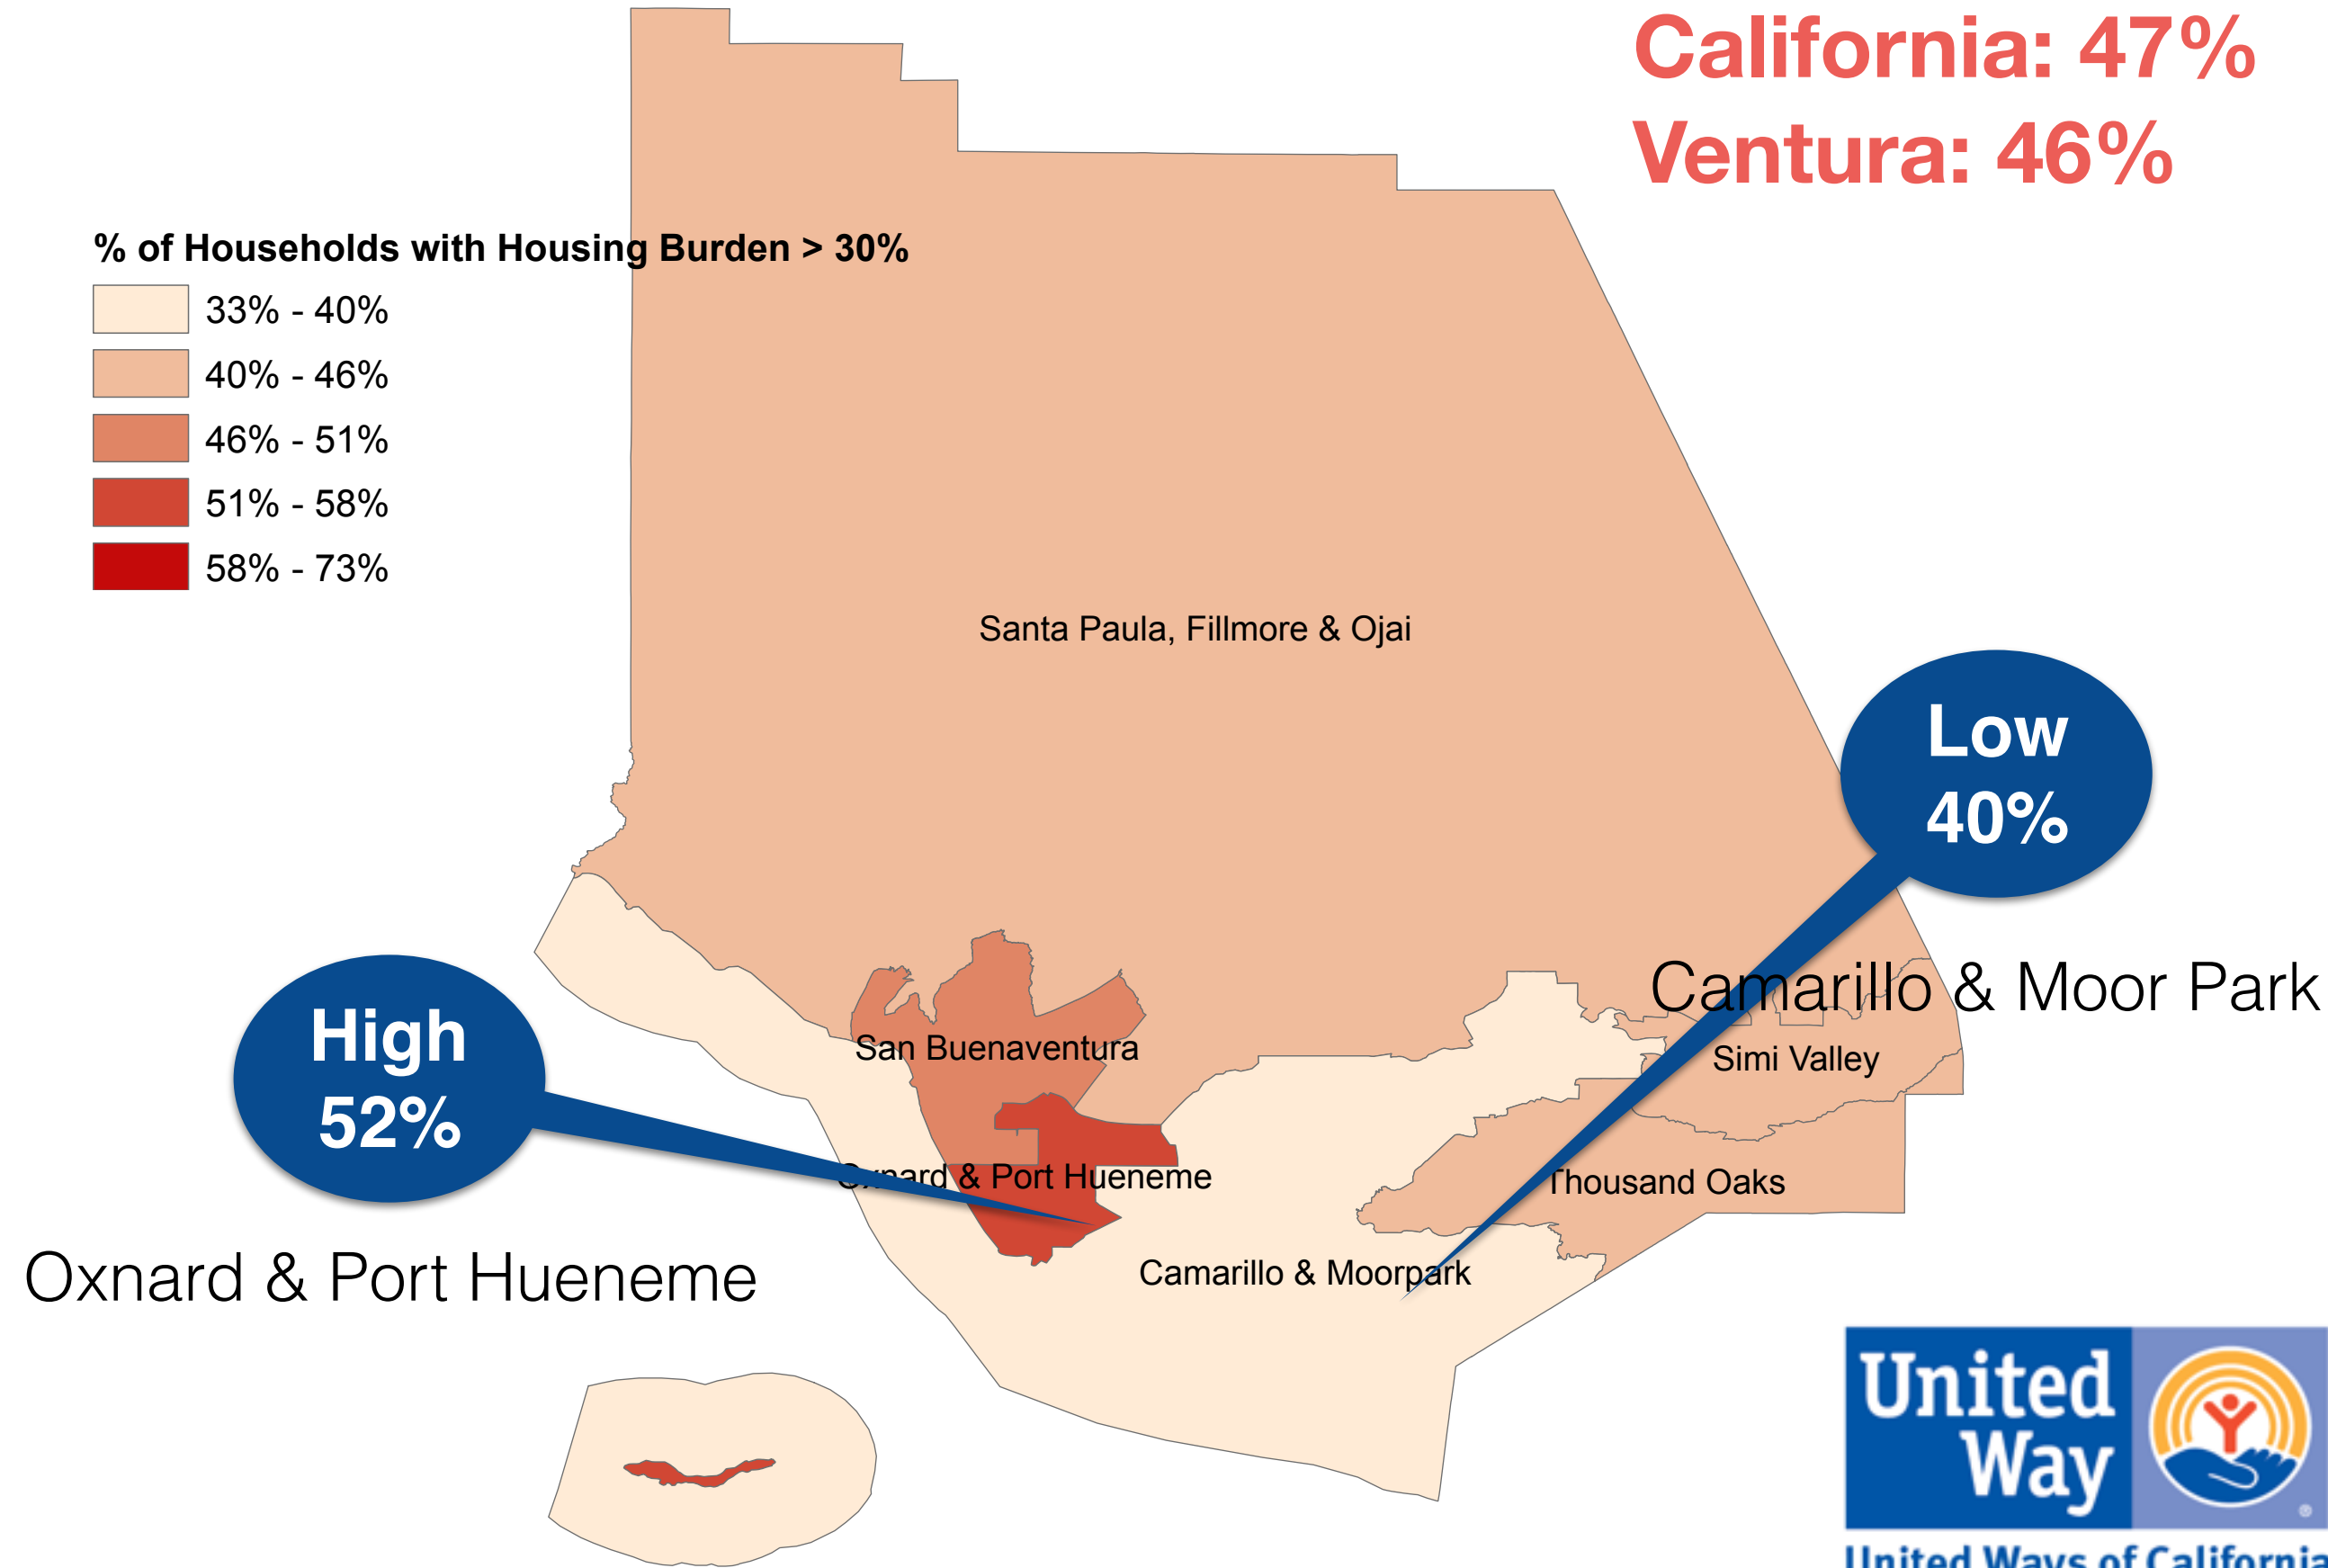 California: 47%
Ventura: 46%
% of Households with Housing Burden > 30%
33% - 40%
40% - 46%
46% - 51%
51% - 58%
58% - 73%
Santa Paula, Fillmore & Ojai
Low
40%
Camarillo & Moor Park
High
52%
San Buenaventura
Simi Valley
Oxnard & Port Hueneme
Thousand Oaks
Oxnard & Port Hueneme
Camarillo & Moorpark
United
Way
®
United Ways of California